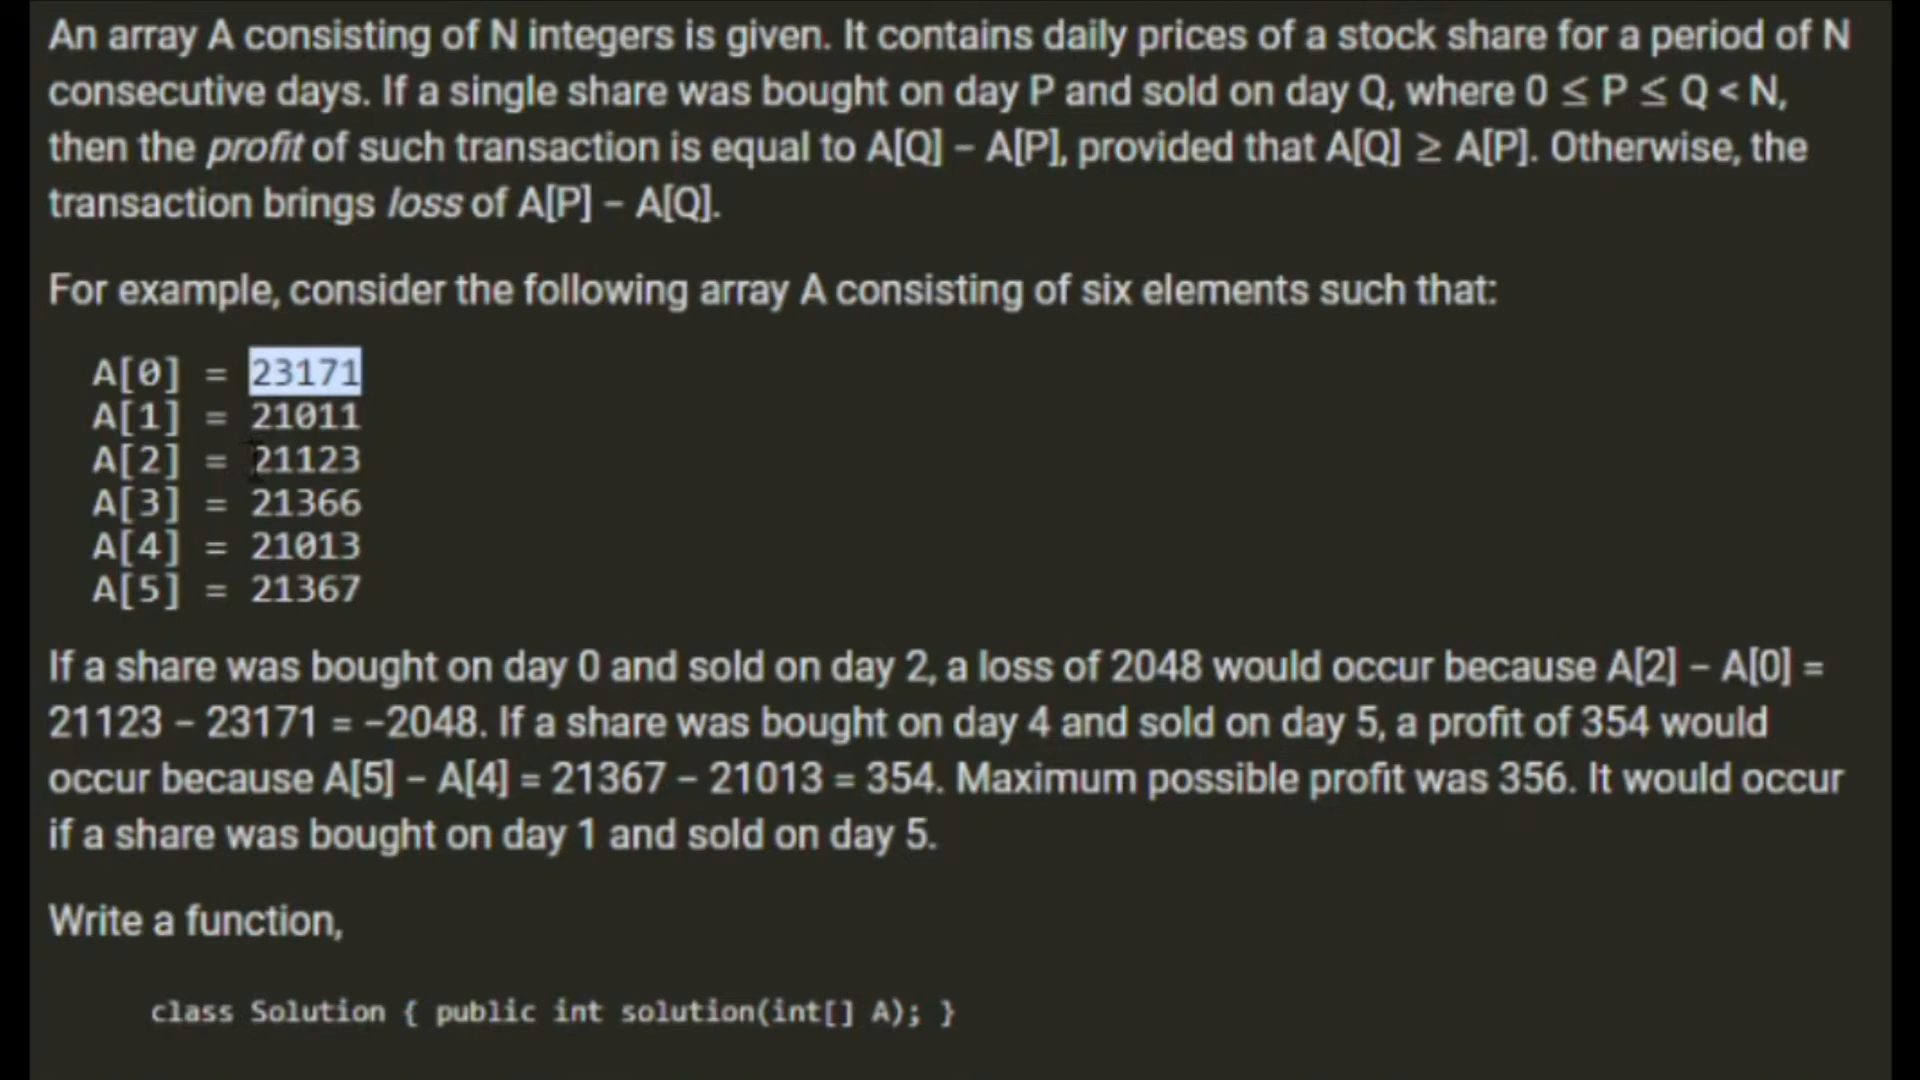 An array A consisting of N integers is given. It contains daily prices of a stock share for a period of N
consecutive days. If a single share was bought on day P and sold on day Q, where 0 ≤ P ≤ Q < N,
then the profit of such transaction is equal to A[Q] − A[P], provided that A[Q] ≥ A[P]. Otherwise, the
transaction brings loss of A[P] − A[Q].
For example, consider the following array A consisting of six elements such that:
A[0] = 23171
A[1] = 21011
A[2] = 21123
A[3] = 21366
A[4] = 21013
A[5] = 21367
If a share was bought on day 0 and sold on day 2, a loss of 2048 would occur because A[2] − A[0] =
21123 − 23171 = −2048. If a share was bought on day 4 and sold on day 5, a profit of 354 would
occur because A[5] − A[4] = 21367 − 21013 = 354. Maximum possible profit was 356. It would occur
if a share was bought on day 1 and sold on day 5.
Write a function,
class Solution { public int solution(int[] A); }